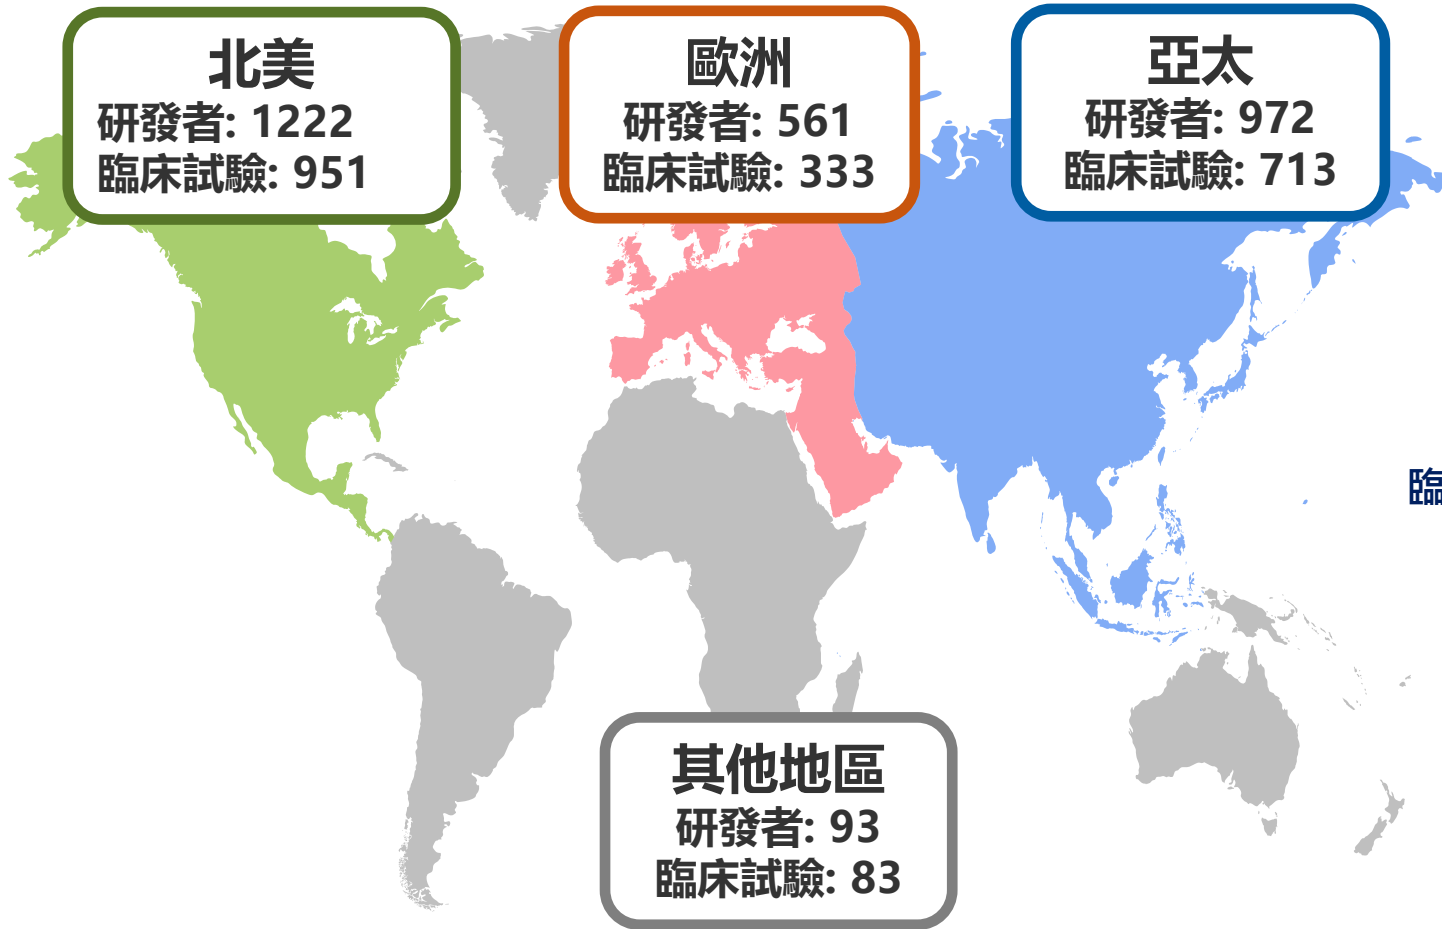 北美
研發者: 1222
臨床試驗: 951
歐洲
研發者: 561
臨床試驗: 333
亞太
研發者: 972
臨床試驗: 713
臨
其他地區
研發者: 93
臨床試驗: 83